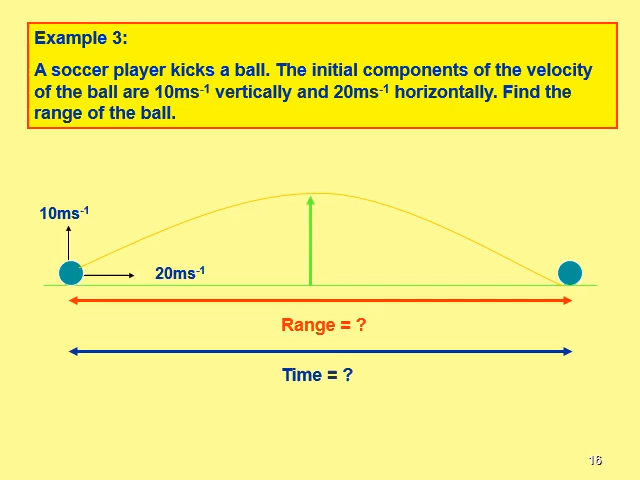 Example 3:
A soccer player kicks a ball. The initial components of the velocity
of the ball are 10ms⁻¹ vertically and 20ms⁻¹ horizontally. Find the
range of the ball.
10ms⁻¹
20ms⁻¹
Range = ?
Time = ?
16